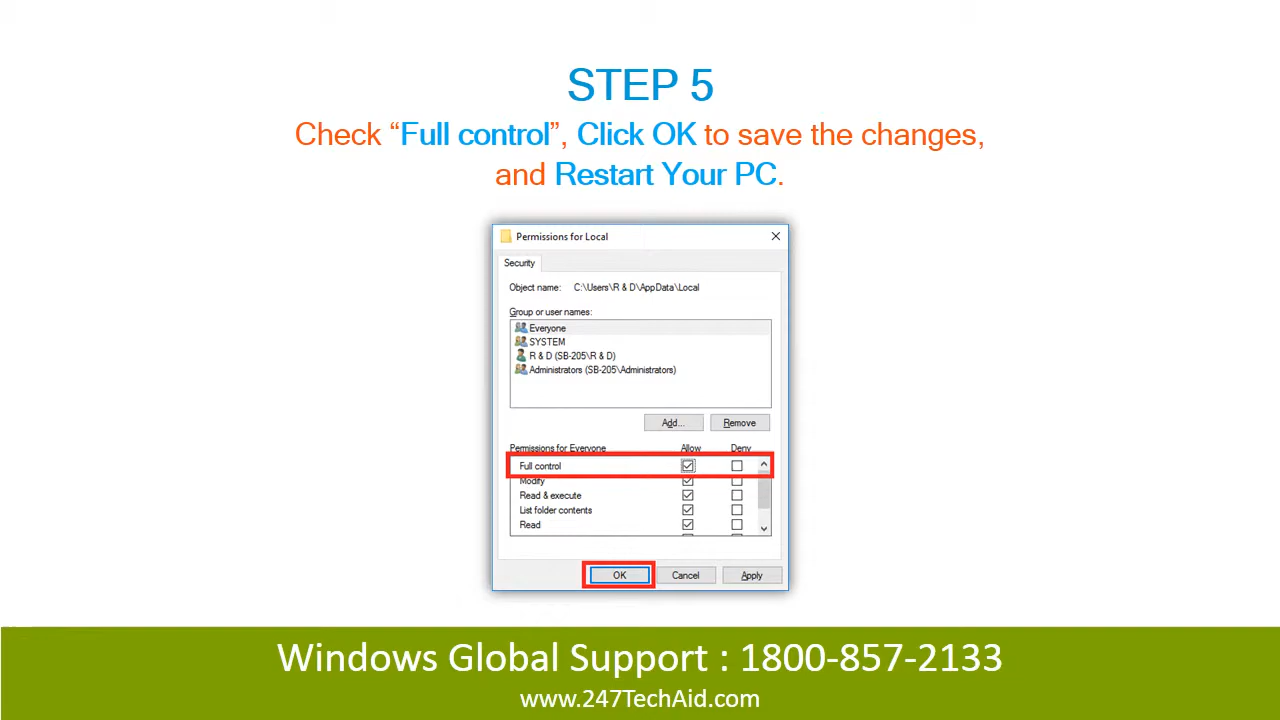 STEP 5
Check “Full control”, Click OK to save the changes,
and Restart Your PC.
Permissions for Local
Security
Object name: C:\Users\R & D\AppData\Local
Group or user names:
Everyone
SYSTEM
R & D (SB-205\R & D)
Administrators (SB-205\Administrators)
Add... Remove
Permissions for Everyone Allow Deny
Full control
Modify
Read & execute
List folder contents
Read
OK Cancel Apply
Windows Global Support : 1800-857-2133
www.247TechAid.com